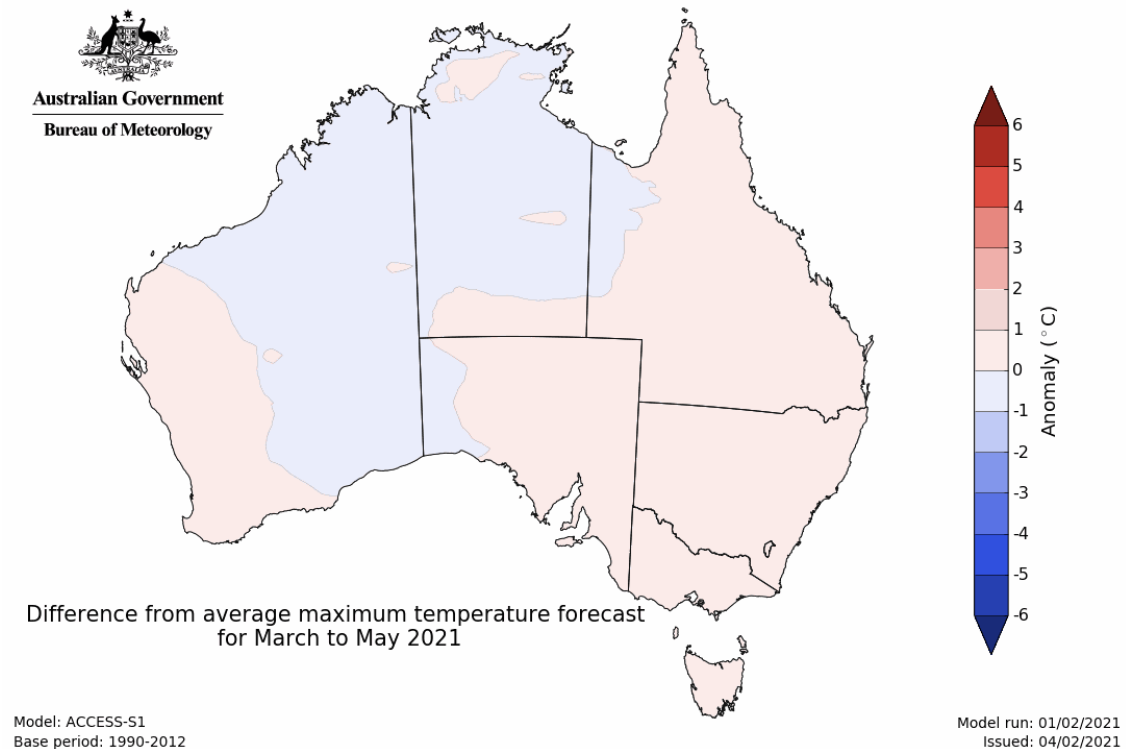 Australian Government
Bureau of Meteorology
6
5
4
3
2
1
0
-1
-2
-3
-4
-5
-6
Anomaly (°C)
Difference from average maximum temperature forecast
for March to May 2021
Model: ACCESS-S1
Base period: 1990-2012
Model run: 01/02/2021
Issued: 04/02/2021